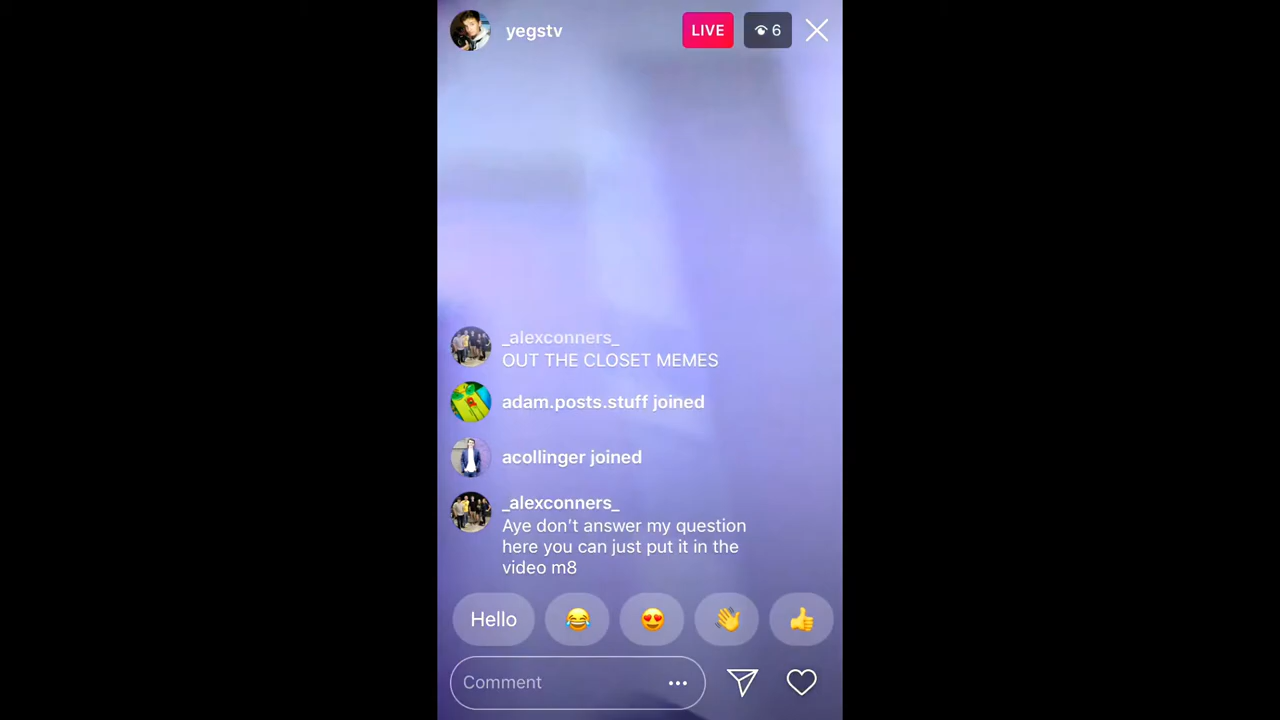 yegstv
LIVE
6
_alexconners_
OUT THE CLOSET MEMES
adam.posts.stuff joined
acollinger joined
_alexconners_
Aye don't answer my question
here you can just put it in the
video m8
Hello
Comment